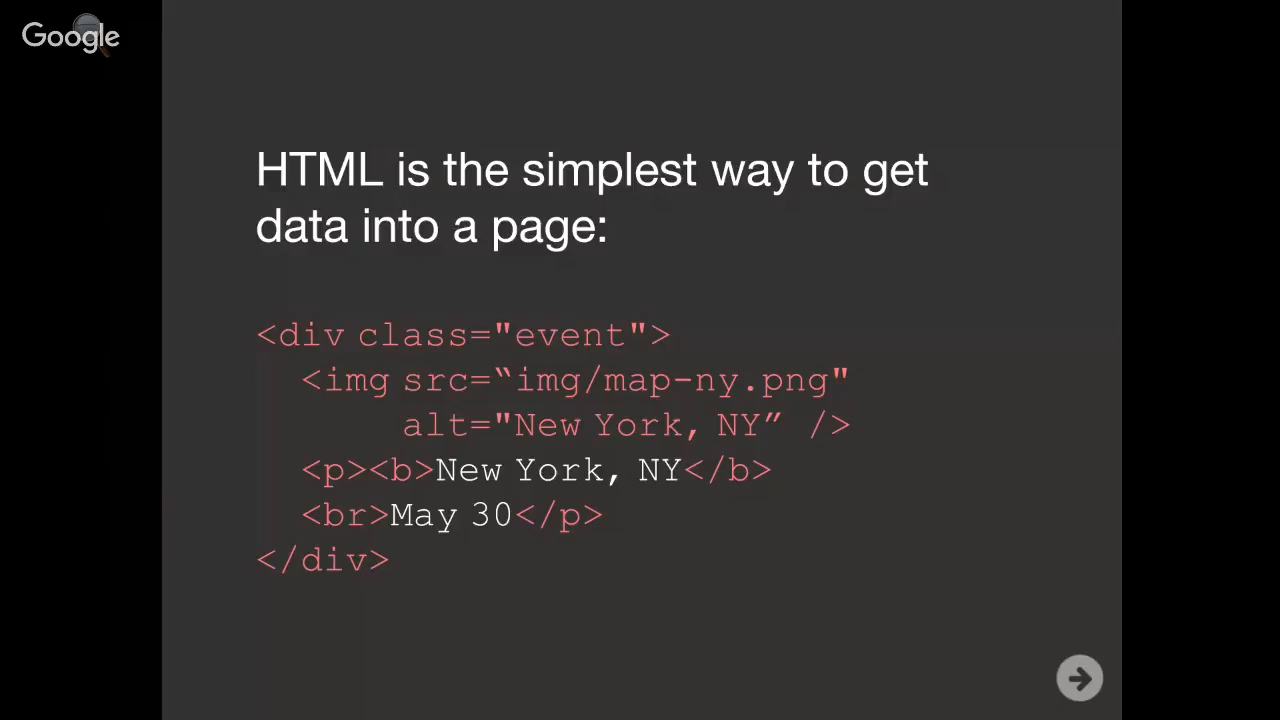 Google
HTML is the simplest way to get
data into a page:
<div class="event">
<img src=“img/map-ny.png"
alt="New York, NY” />
<p><b>New York, NY</b>
<br>May 30</p>
</div>